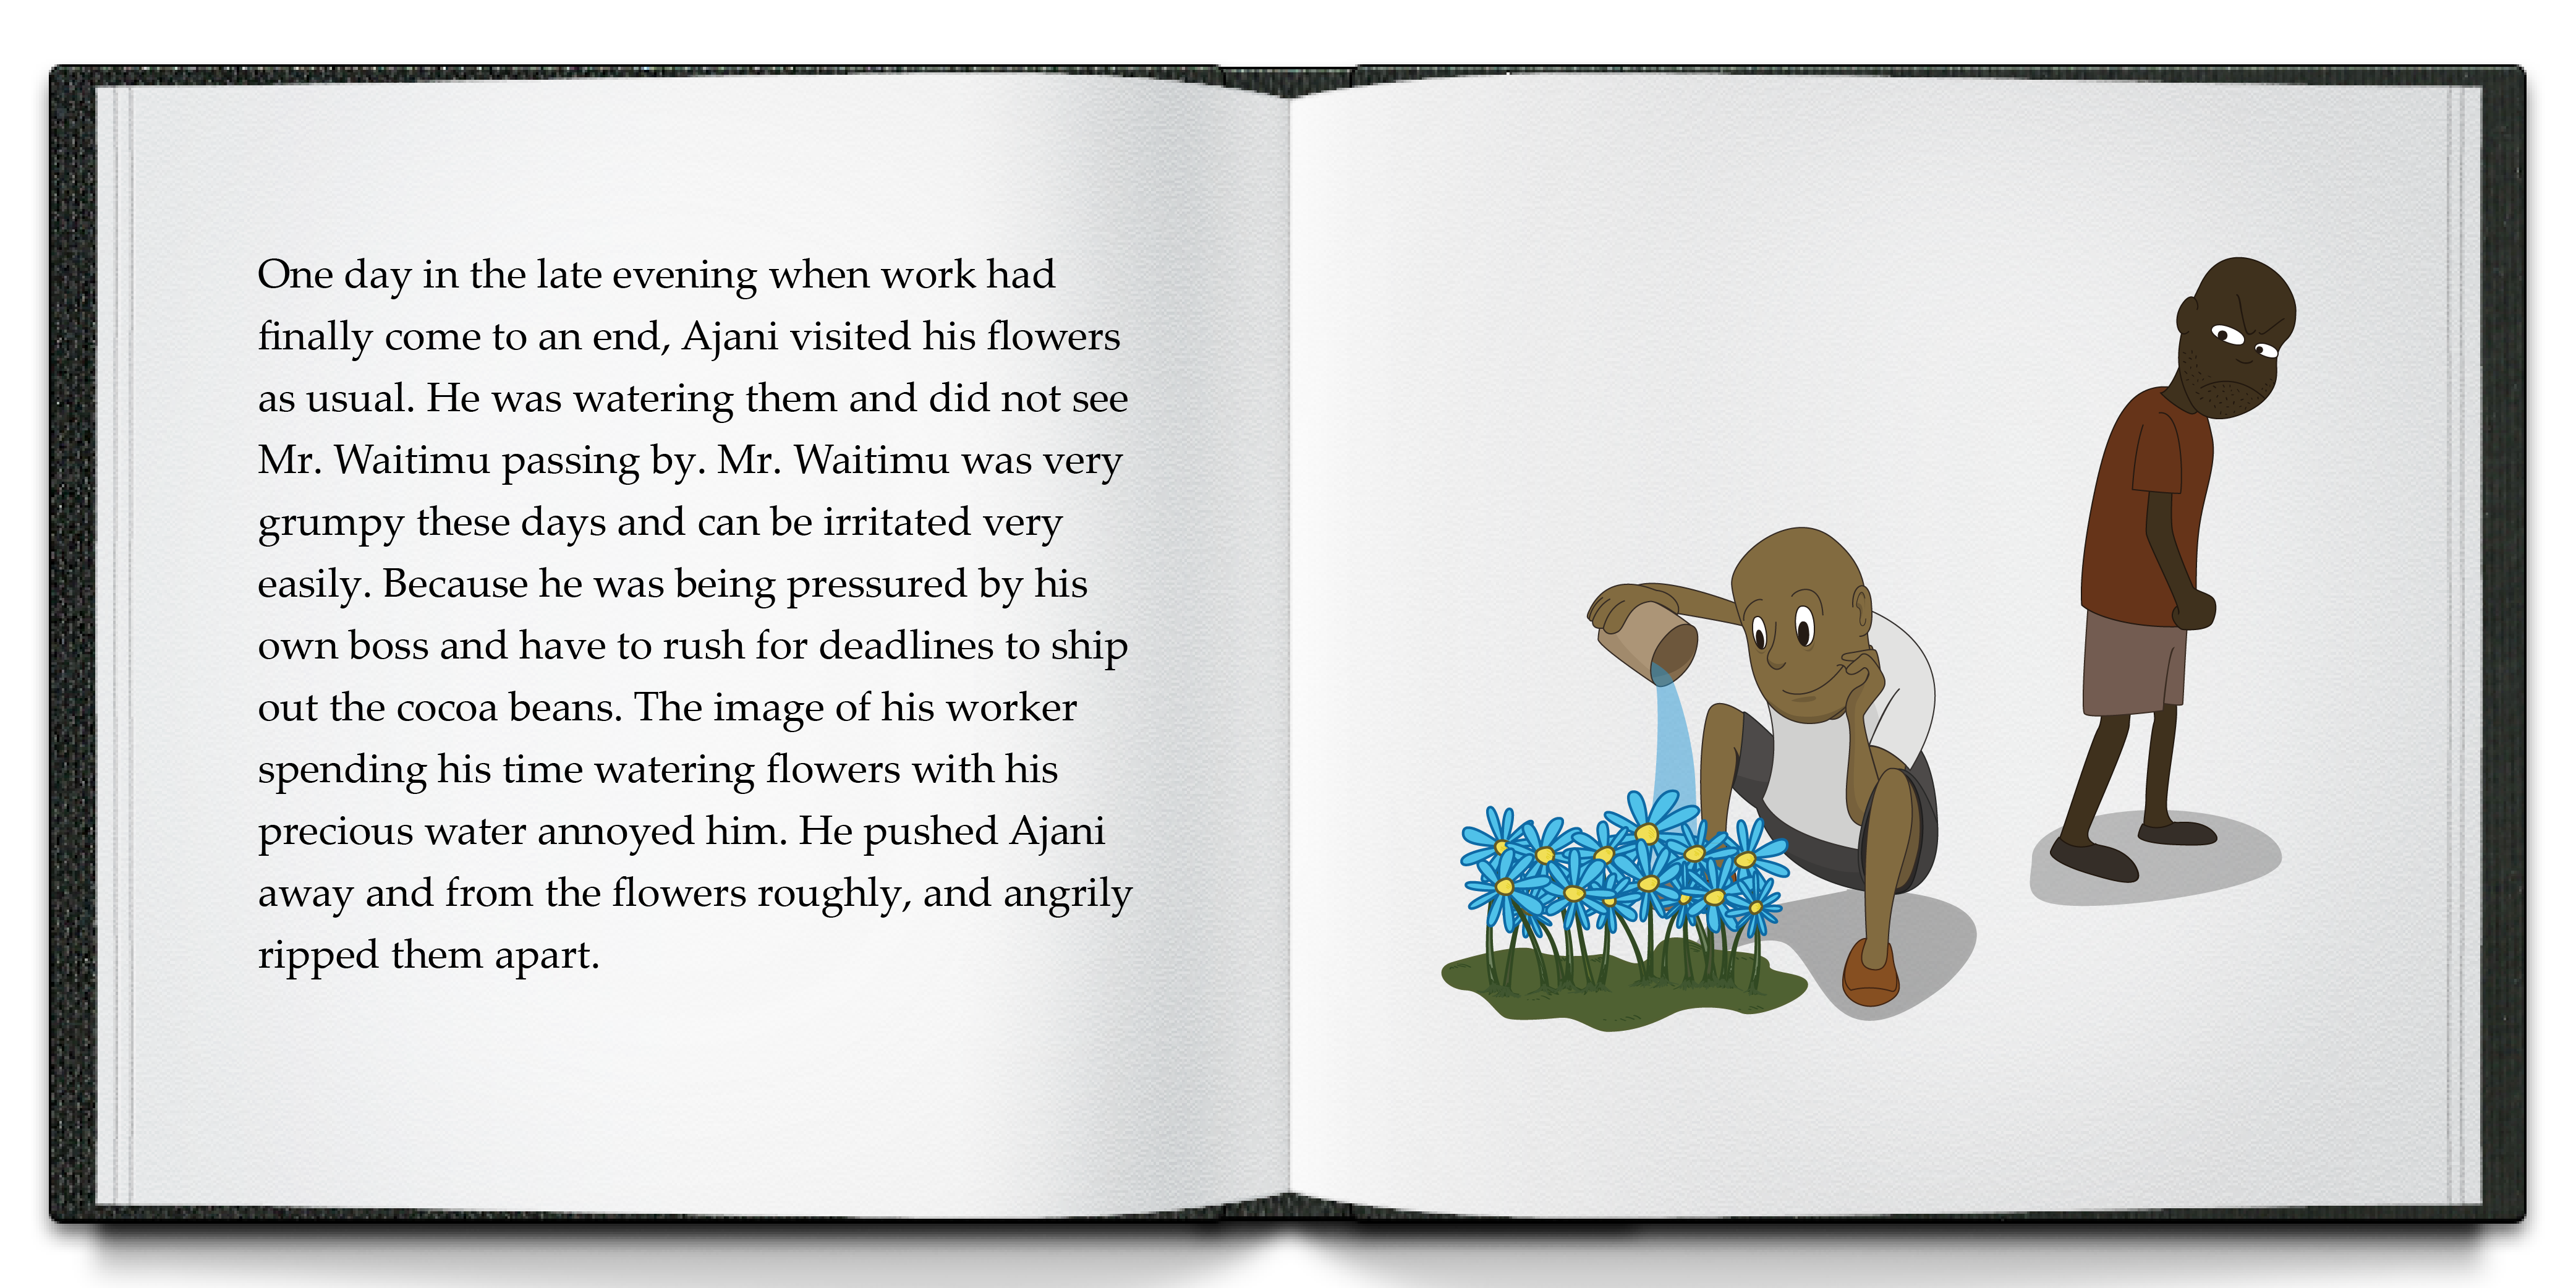 One day in the late evening when work had
finally come to an end, Ajani visited his flowers
as usual. He was watering them and did not see
Mr. Waitimu passing by. Mr. Waitimu was very
grumpy these days and can be irritated very
easily. Because he was being pressured by his
own boss and have to rush for deadlines to ship
out the cocoa beans. The image of his worker
spending his time watering flowers with his
precious water annoyed him. He pushed Ajani
away and from the flowers roughly, and angrily
ripped them apart.